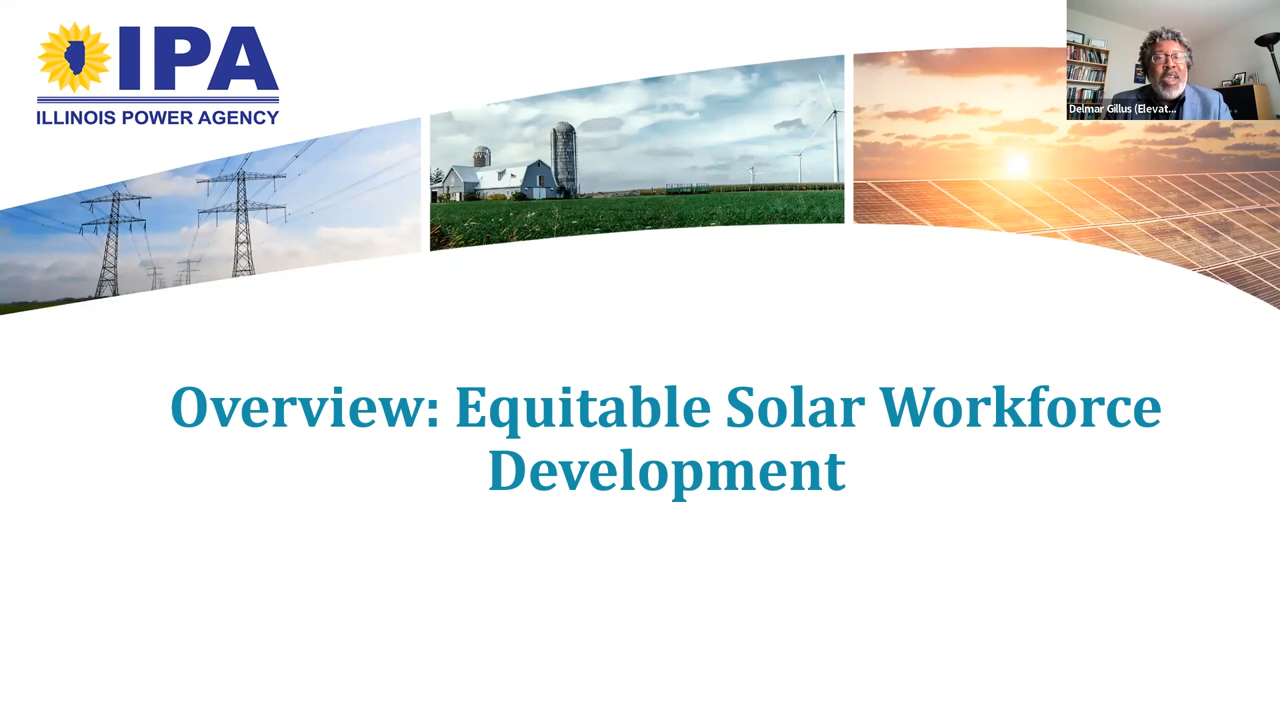 IPA
ILLINOIS POWER AGENCY
Delmar Gillus (Elevat...
Overview: Equitable Solar Workforce
Development